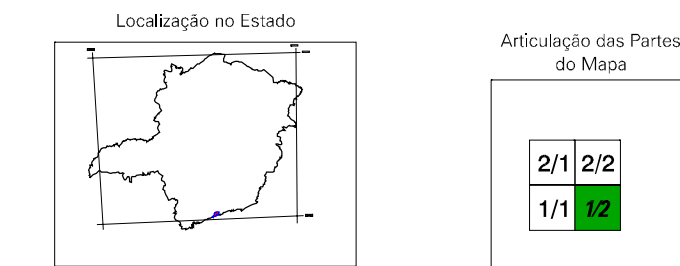 Localização no Estado
Articulação das Partes
do Mapa
2/1 2/2
1/1 1/2